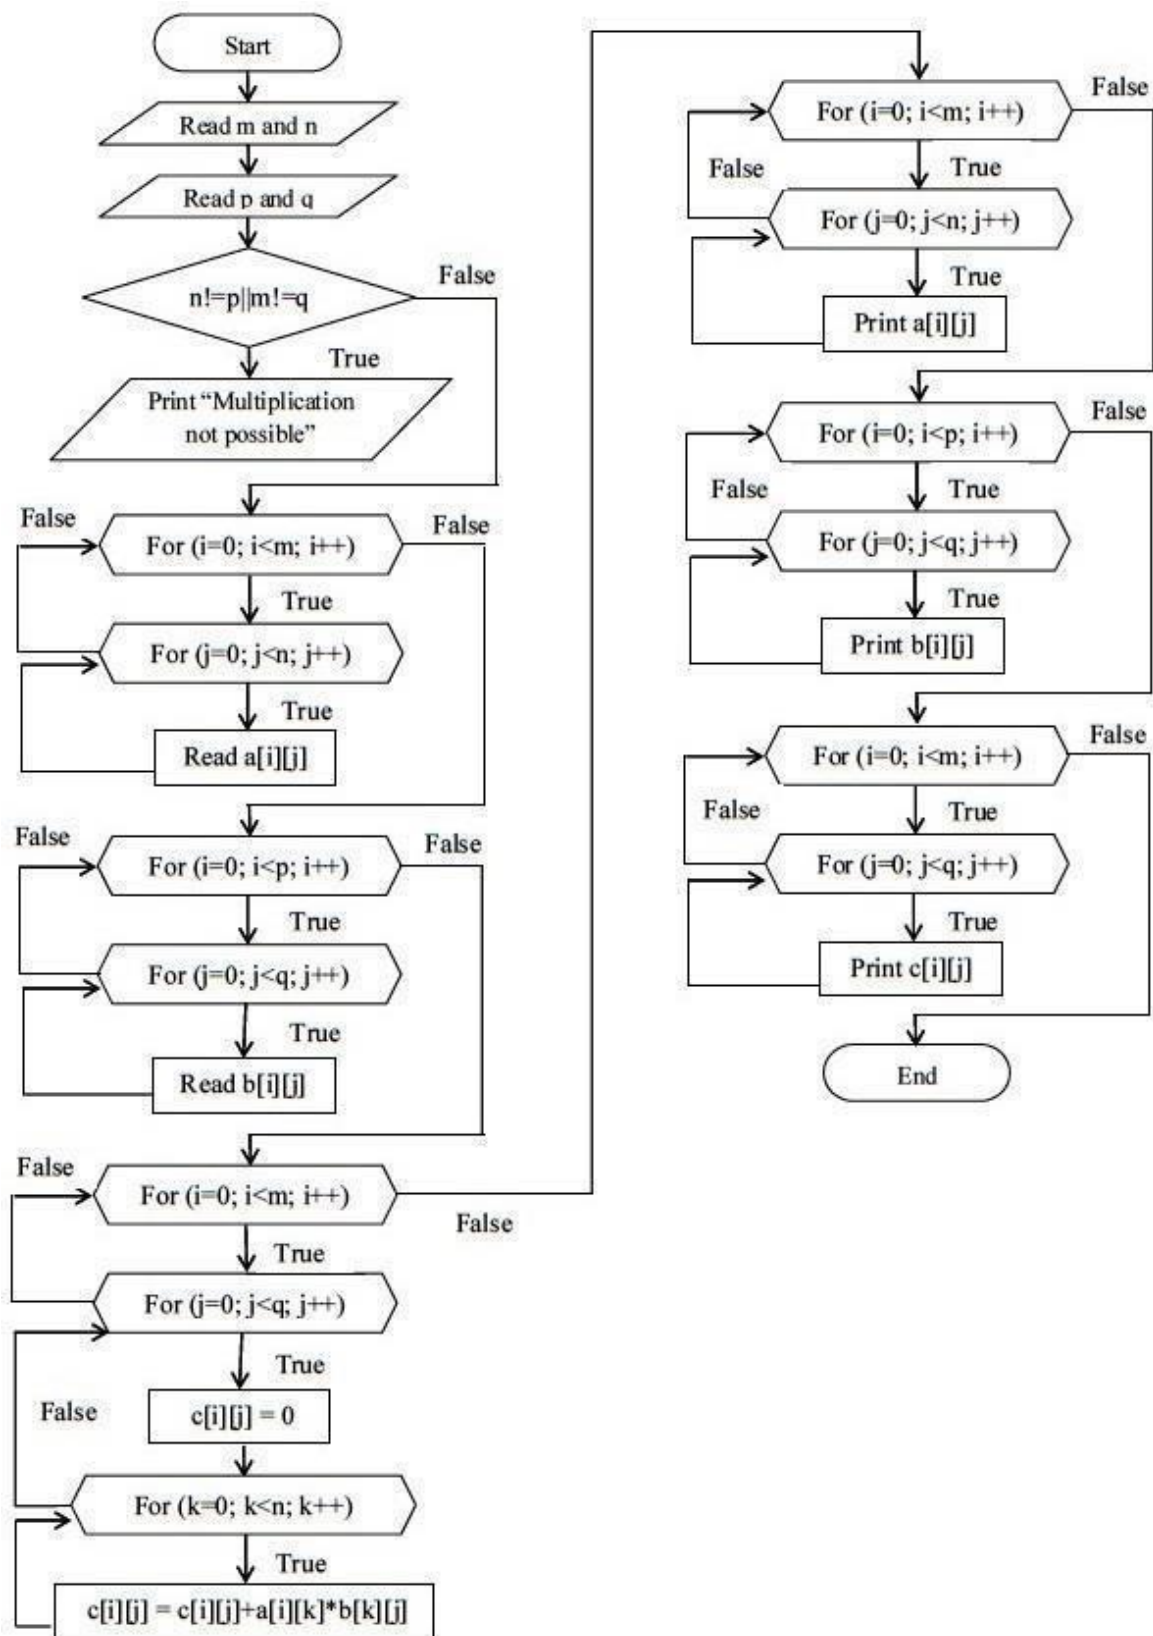 Start
Read m and n
Read p and q
n!=p||m!=q
False
True
Print “Multiplication
not possible”
False
For (i=0; i<m; i++)
False
True
For (j=0; j<n; j++)
True
Read a[i][j]
False
For (i=0; i<p; i++)
False
True
For (j=0; j<q; j++)
True
Read b[i][j]
False
For (i=0; i<m; i++)
False
True
For (j=0; j<q; j++)
True
False
c[i][j] = 0
For (k=0; k<n; k++)
True
c[i][j] = c[i][j]+a[i][k]*b[k][j]
For (i=0; i<m; i++)
False
False
True
For (j=0; j<n; j++)
True
Print a[i][j]
For (i=0; i<p; i++)
False
False
True
For (j=0; j<q; j++)
True
Print b[i][j]
For (i=0; i<m; i++)
False
False
True
For (j=0; j<q; j++)
True
Print c[i][j]
End